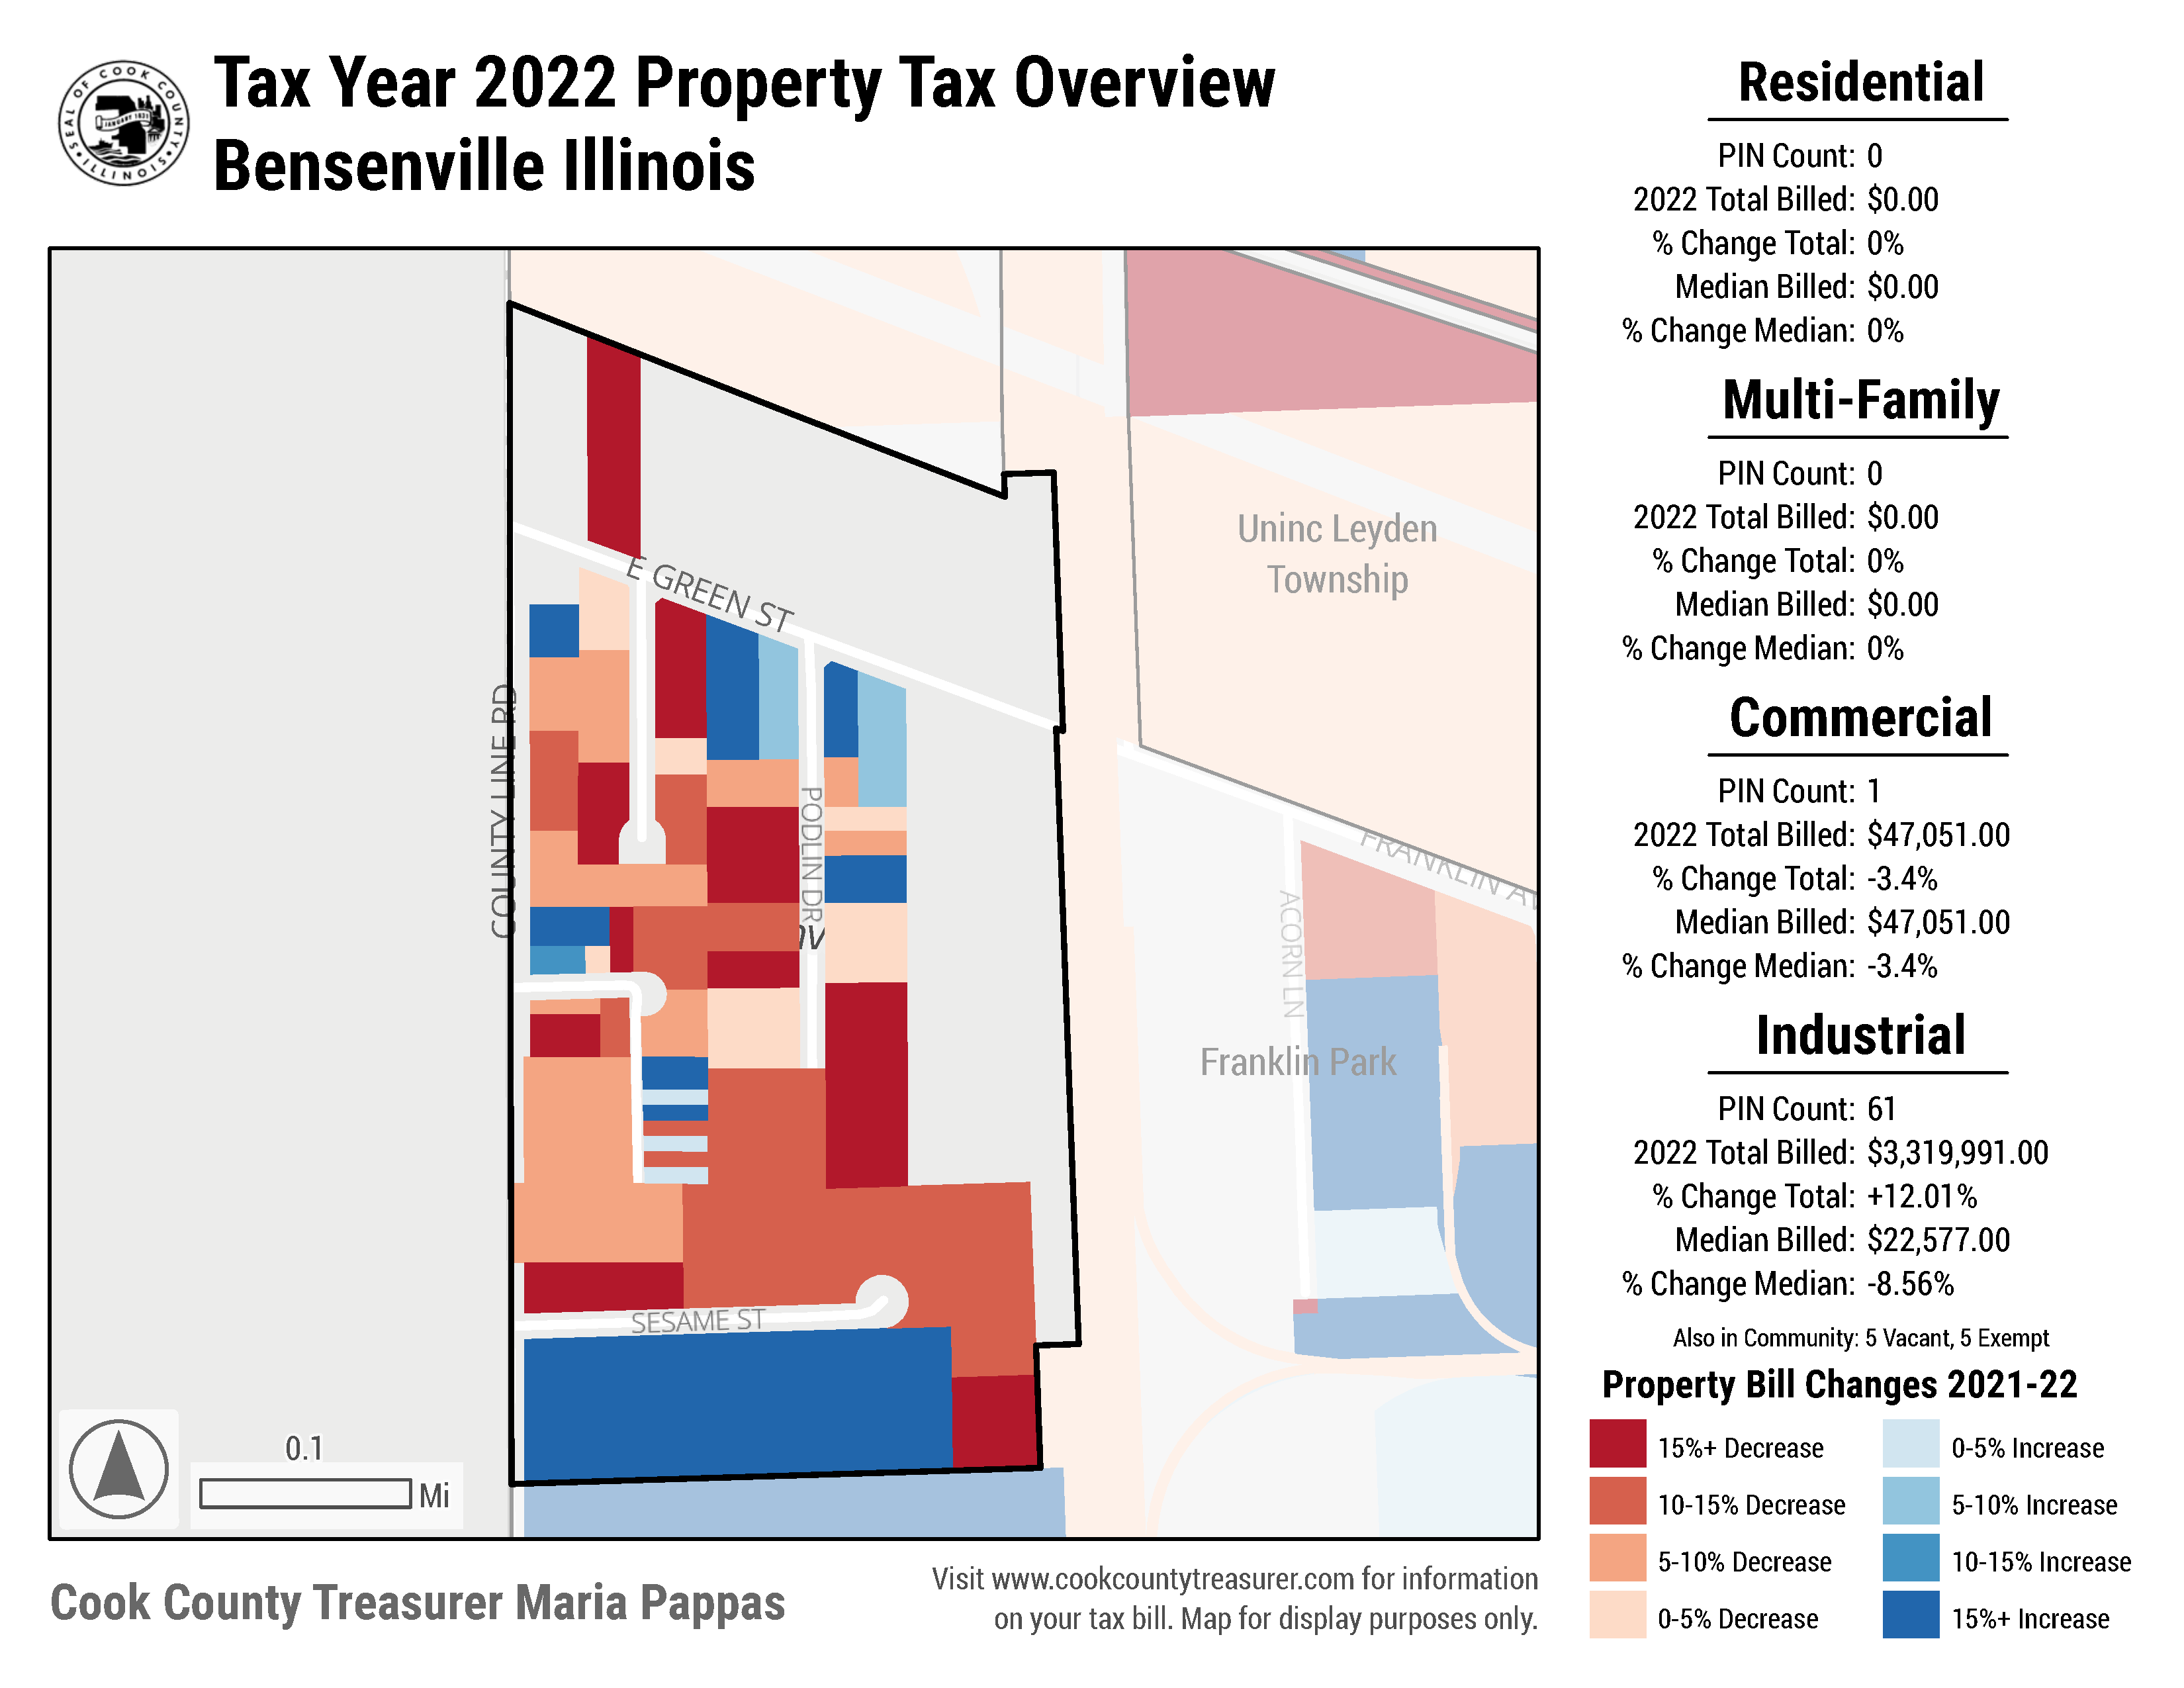 Tax Year 2022 Property Tax Overview
Bensenville Illinois
SEAL OF COOK COUNTY
ILLINOIS
JANUARY 1831
E GREEN ST
COUNTY LINE RD
PODLIN DR
SESAME ST
Uninc Leyden
Township
FRANKLIN AV
ACORN LN
Franklin Park
0.1
Mi
Cook County Treasurer Maria Pappas
Visit www.cookcountytreasurer.com for information
on your tax bill. Map for display purposes only.
Residential
PIN Count: 0
2022 Total Billed: $0.00
% Change Total: 0%
Median Billed: $0.00
% Change Median: 0%
Multi-Family
PIN Count: 0
2022 Total Billed: $0.00
% Change Total: 0%
Median Billed: $0.00
% Change Median: 0%
Commercial
PIN Count: 1
2022 Total Billed: $47,051.00
% Change Total: -3.4%
Median Billed: $47,051.00
% Change Median: -3.4%
Industrial
PIN Count: 61
2022 Total Billed: $3,319,991.00
% Change Total: +12.01%
Median Billed: $22,577.00
% Change Median: -8.56%
Also in Community: 5 Vacant, 5 Exempt
Property Bill Changes 2021-22
15%+ Decrease
10-15% Decrease
5-10% Decrease
0-5% Decrease
0-5% Increase
5-10% Increase
10-15% Increase
15%+ Increase